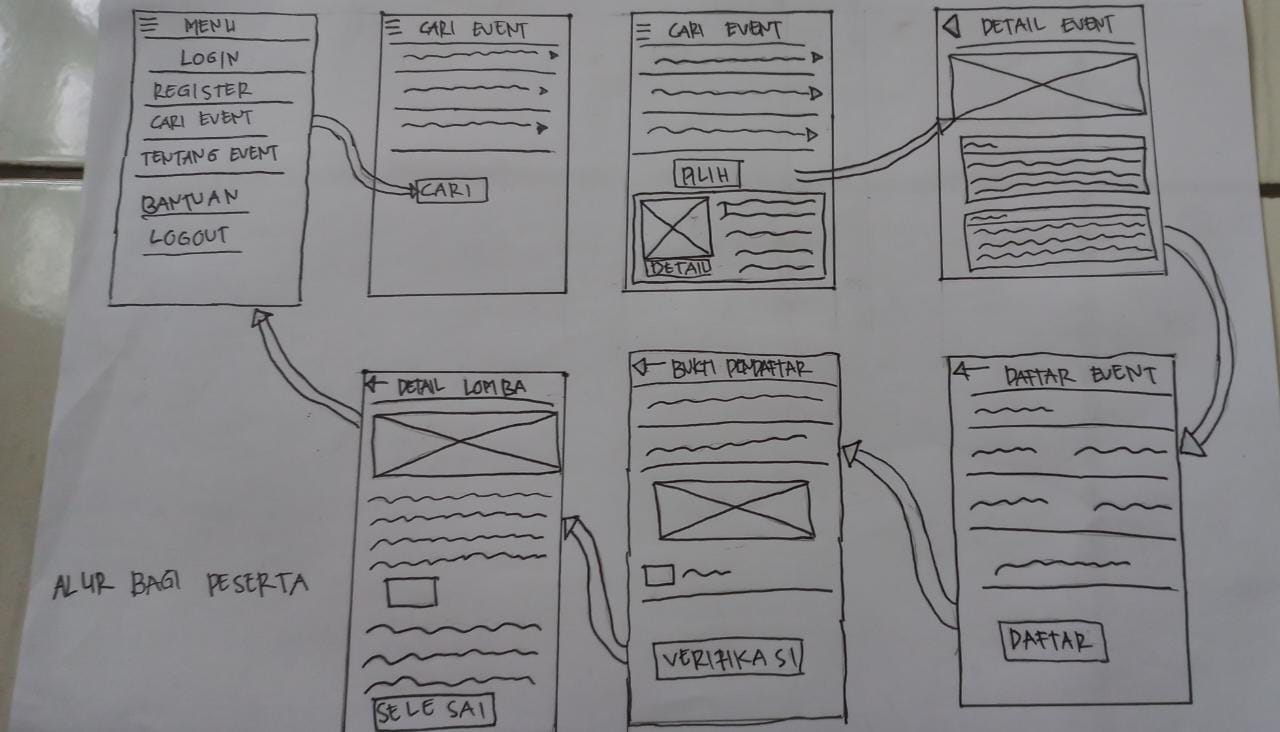 MENU
LOGIN
REGISTER
CARI EVENT
TENTANG EVENT
BANTUAN
LOGOUT
CARI EVENT
CARI
CARI EVENT
PILIH
DETAIL
DETAIL EVENT
DAFTAR EVENT
DAFTAR
BUKTI PENDAFTAR
VERIFIKASI
DETAIL LOMBA
SELESAI
ALUR BAGI PESERTA